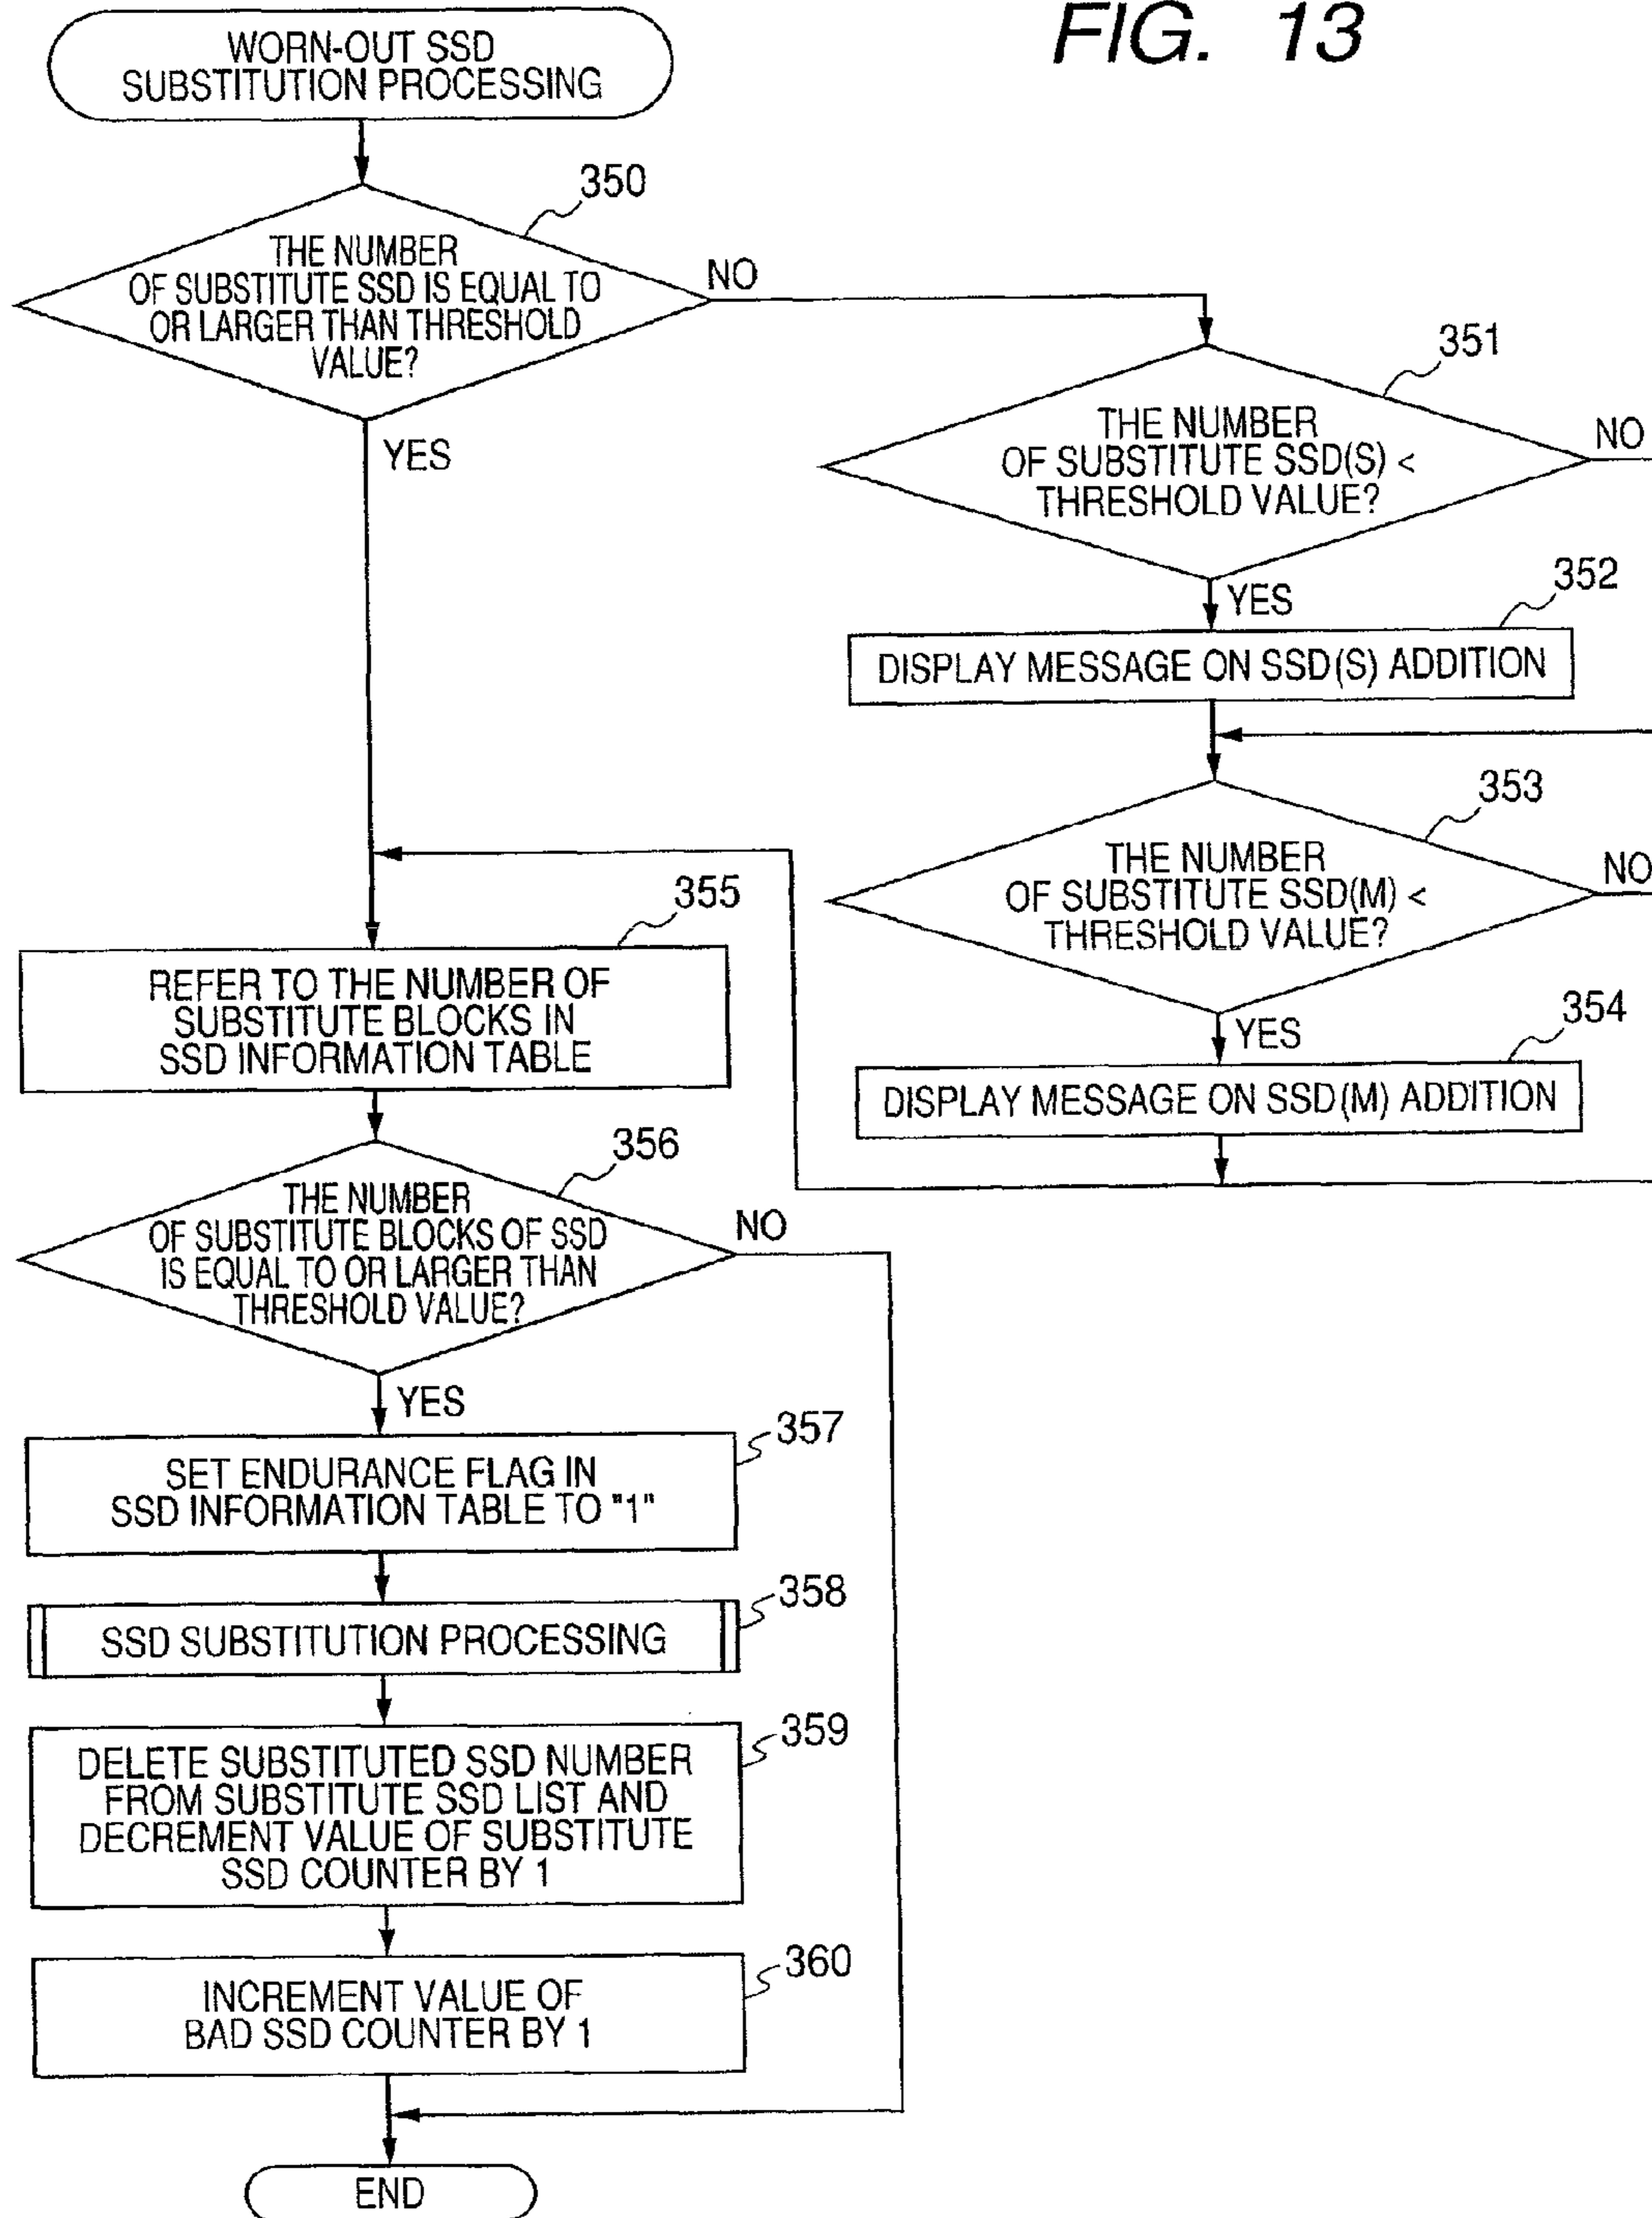 FIG. 13
WORN-OUT SSD
SUBSTITUTION PROCESSING
350
THE NUMBER
OF SUBSTITUTE SSD IS EQUAL TO
OR LARGER THAN THRESHOLD
VALUE?
NO
YES
351
THE NUMBER
OF SUBSTITUTE SSD(S) <
THRESHOLD VALUE?
NO
YES
352
DISPLAY MESSAGE ON SSD(S) ADDITION
353
THE NUMBER
OF SUBSTITUTE SSD(M) <
THRESHOLD VALUE?
NO
YES
354
DISPLAY MESSAGE ON SSD(M) ADDITION
355
REFER TO THE NUMBER OF
SUBSTITUTE BLOCKS IN
SSD INFORMATION TABLE
356
THE NUMBER
OF SUBSTITUTE BLOCKS OF SSD
IS EQUAL TO OR LARGER THAN
THRESHOLD VALUE?
NO
YES
357
SET ENDURANCE FLAG IN
SSD INFORMATION TABLE TO "1"
358
SSD SUBSTITUTION PROCESSING
359
DELETE SUBSTITUTED SSD NUMBER
FROM SUBSTITUTE SSD LIST AND
DECREMENT VALUE OF SUBSTITUTE
SSD COUNTER BY 1
360
INCREMENT VALUE OF
BAD SSD COUNTER BY 1
END